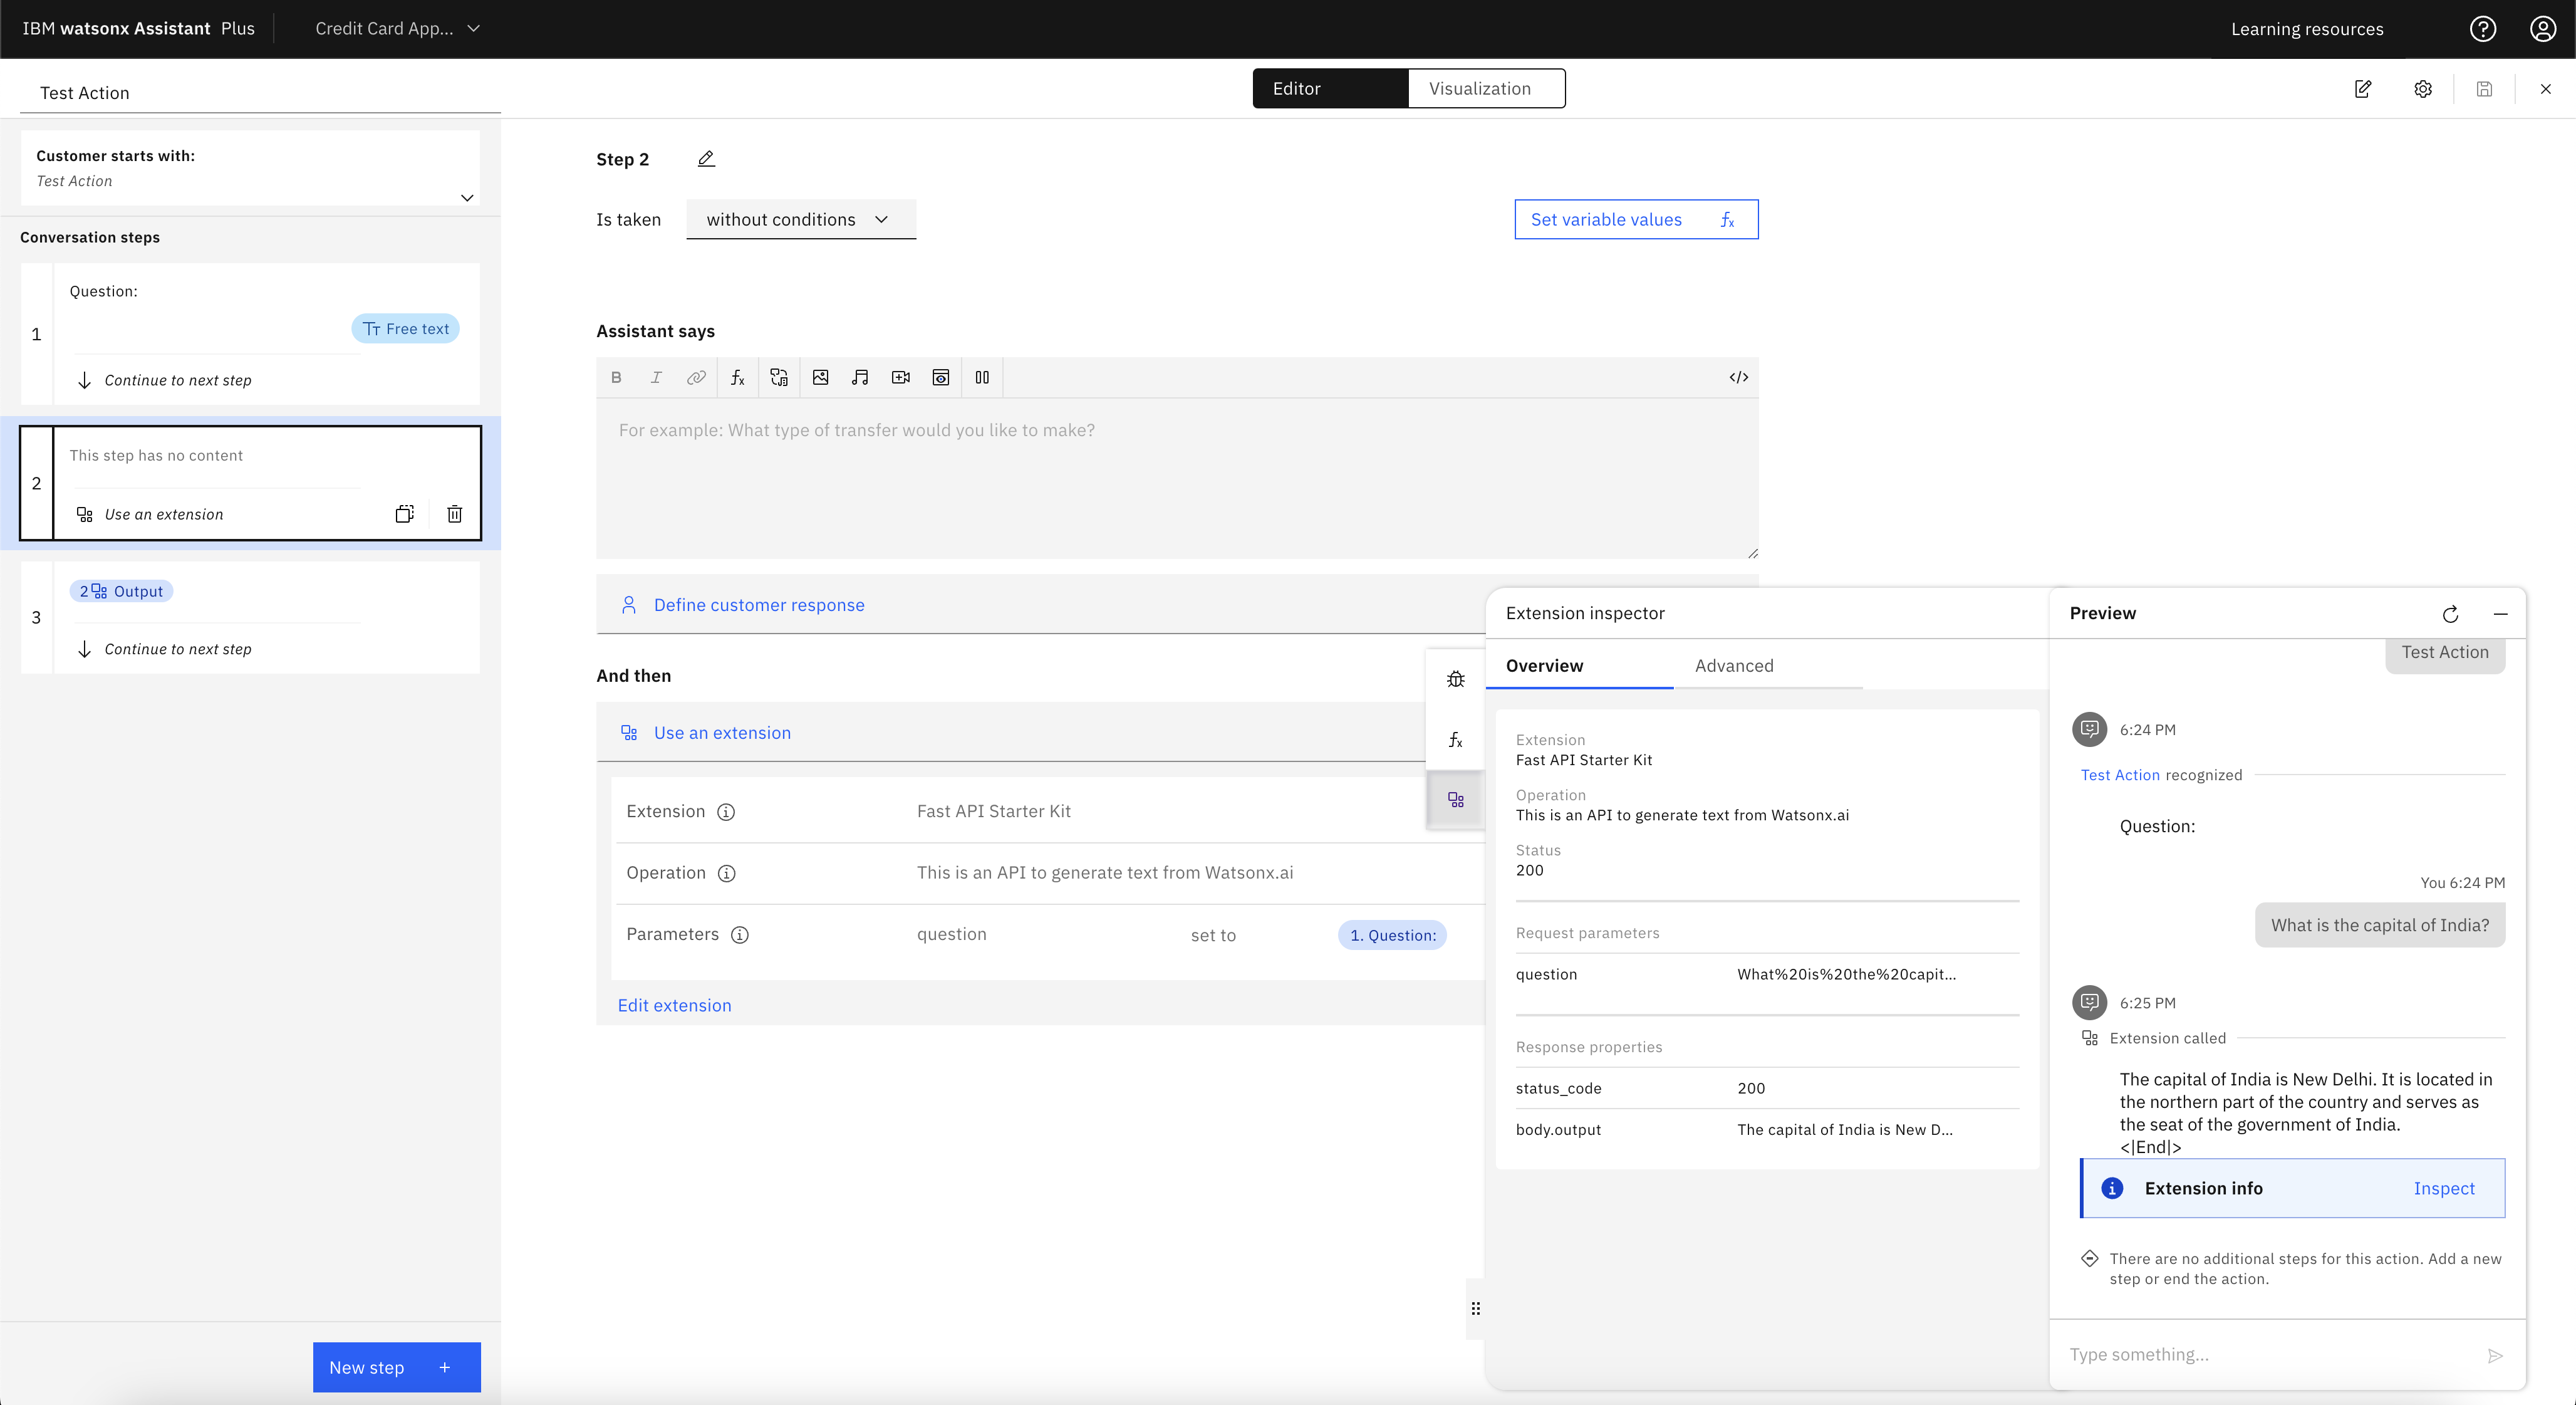 IBM watsonx Assistant Plus
Credit Card App...
Learning resources
Test Action
Editor
Visualization
Customer starts with:
Test Action
Conversation steps
1
Question:
Free text
Continue to next step
2
This step has no content
Use an extension
3
2 Output
Continue to next step
New step +
Step 2
Is taken
without conditions
Set variable values fx
Assistant says
B I fx </>
For example: What type of transfer would you like to make?
Define customer response
And then
Use an extension
Extension
Fast API Starter Kit
Operation
This is an API to generate text from Watsonx.ai
Parameters
question
set to
1. Question:
Edit extension
fx
Extension inspector
Overview
Advanced
Extension
Fast API Starter Kit
Operation
This is an API to generate text from Watsonx.ai
Status
200
Request parameters
question
What%20is%20the%20capit...
Response properties
status_code
200
body.output
The capital of India is New D...
Preview
Test Action
6:24 PM
Test Action recognized
Question:
You 6:24 PM
What is the capital of India?
6:25 PM
Extension called
The capital of India is New Delhi. It is located in
the northern part of the country and serves as
the seat of the government of India.
<|End|>
Extension info
Inspect
There are no additional steps for this action. Add a new
step or end the action.
Type something...